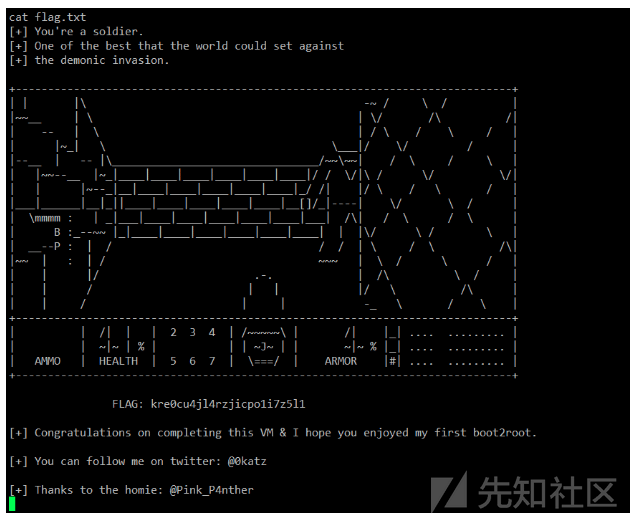 cat flag.txt
[+] You're a soldier.
[+] One of the best that the world could set against
[+] the demonic invasion.
2 3 4
%
J
%
AMMO HEALTH 5 6 7 ARMOR
FLAG: kre0cu4jl4rzjicpo1i7z5l1
[+] Congratulations on completing this VM & I hope you enjoyed my first boot2root.
[+] You can follow me on twitter: @0katz
[+] Thanks to the homie: @Pink_P4nther
先知社区